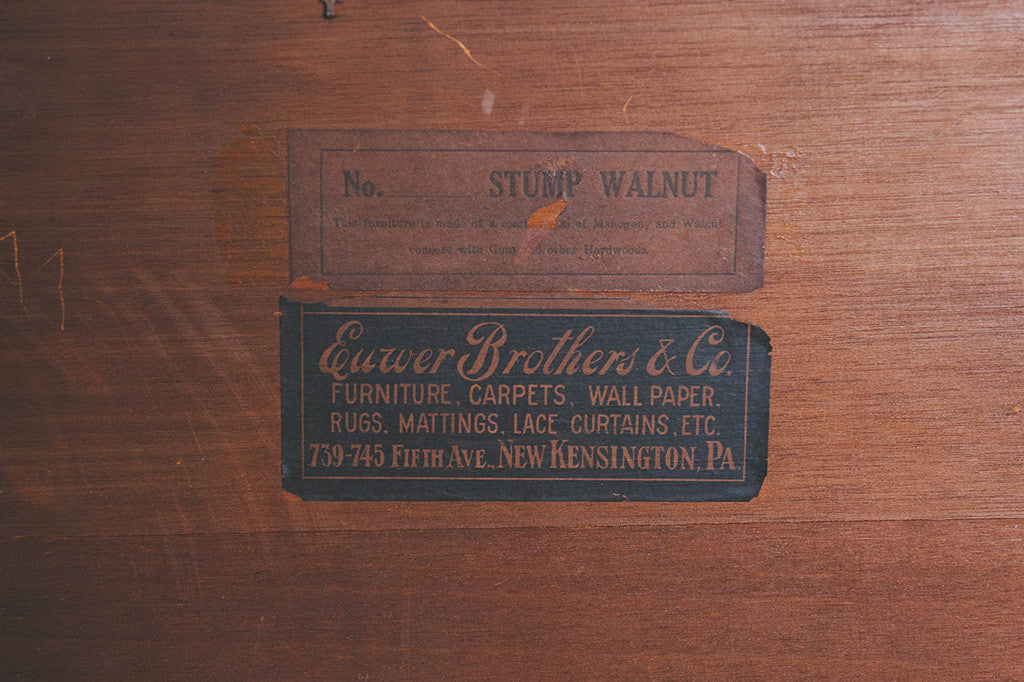 No. STUMP WALNUT
This furniture is made of a of Mahogany and Walnut
veneers with Gum other Hardwoods.
Euwer Brothers & Co.
FURNITURE, CARPETS, WALL PAPER,
RUGS, MATTINGS, LACE CURTAINS, ETC.
739-745 FIFTH AVE., NEW KENSINGTON, PA.